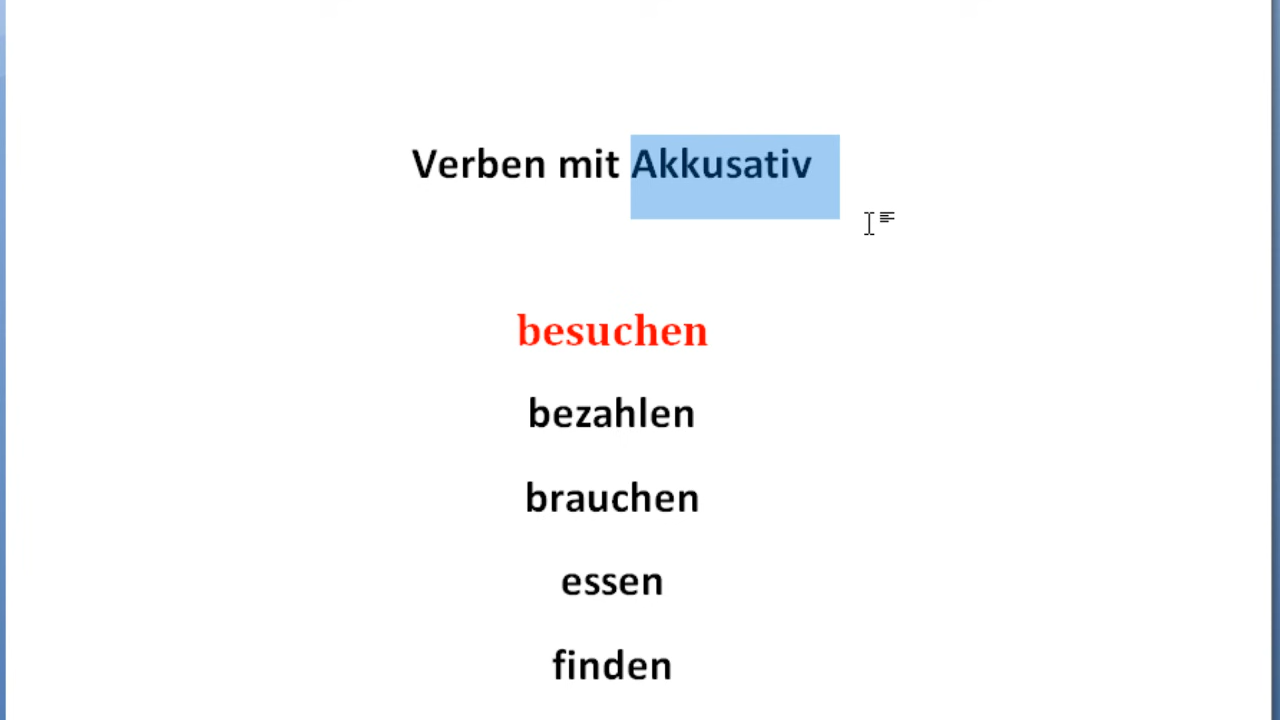 Verben mit Akkusativ
besuchen
bezahlen
brauchen
essen
finden